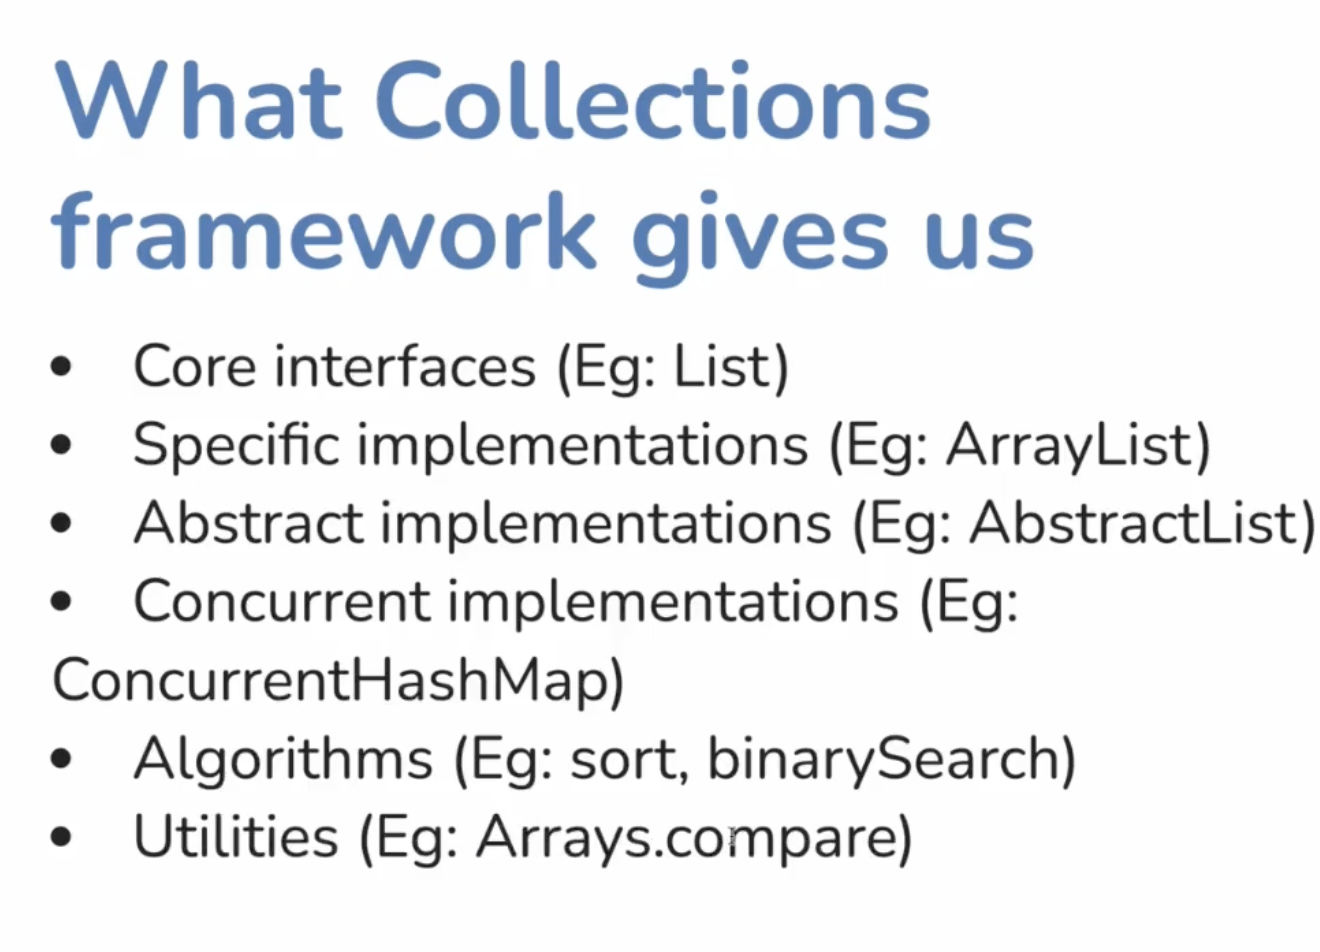 What Collections
framework gives us
• Core interfaces (Eg: List)
• Specific implementations (Eg: ArrayList)
• Abstract implementations (Eg: AbstractList)
• Concurrent implementations (Eg:
ConcurrentHashMap)
• Algorithms (Eg: sort, binarySearch)
• Utilities (Eg: Arrays.compare)